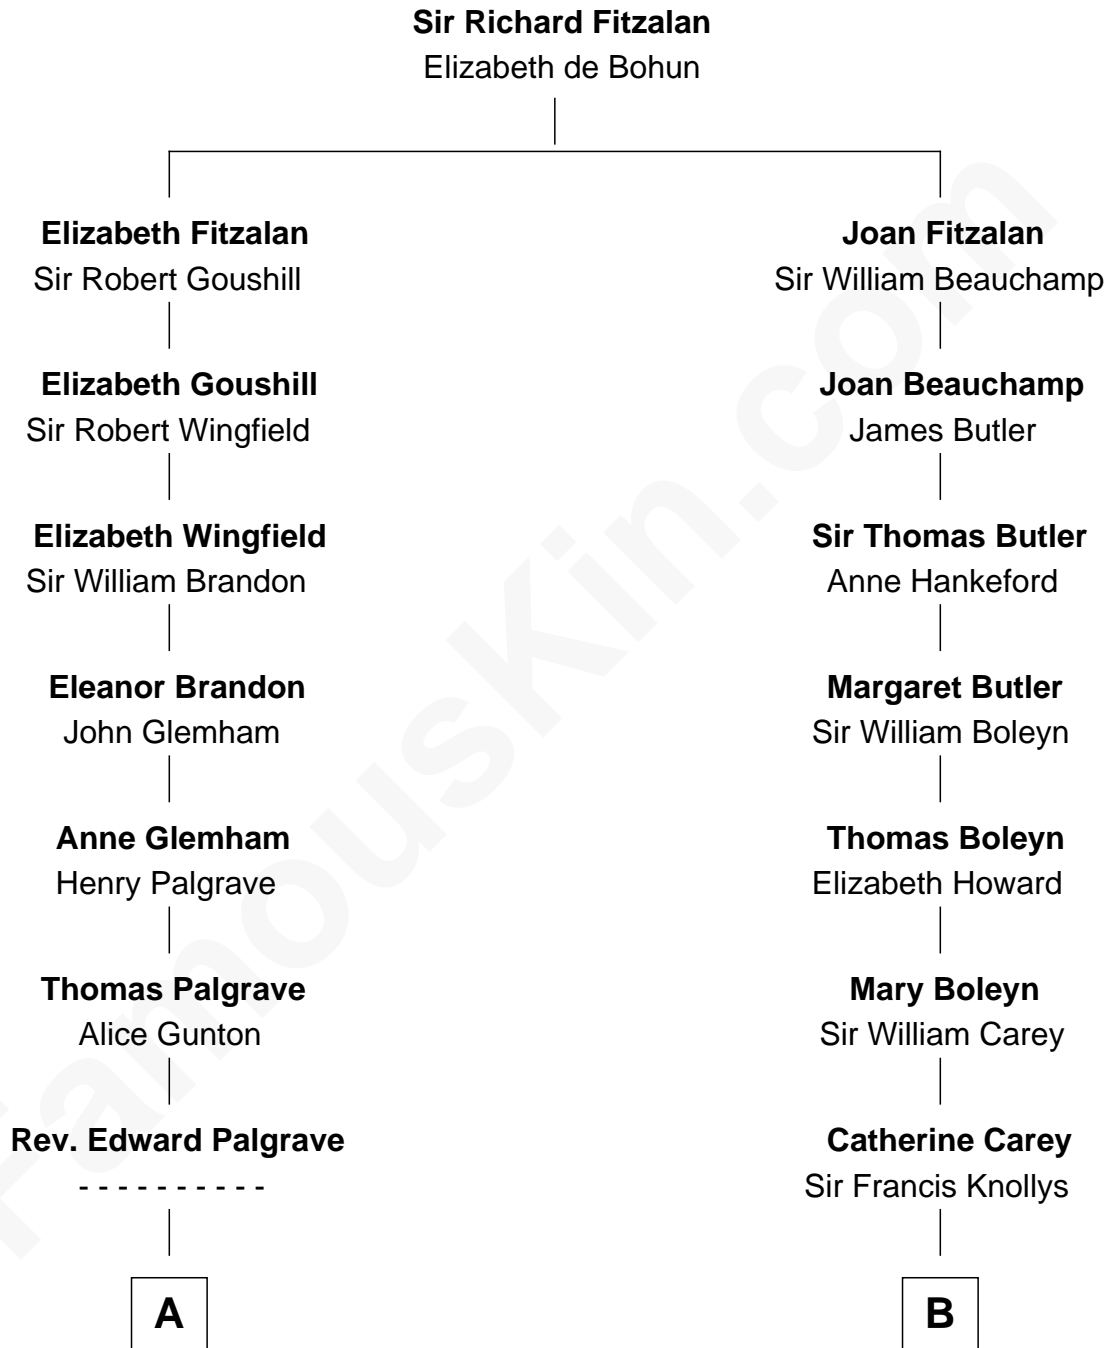 Sir Richard Fitzalan
Elizabeth de Bohun
Elizabeth Fitzalan
Sir Robert Goushill
Elizabeth Goushill
Sir Robert Wingfield
Elizabeth Wingfield
Sir William Brandon
Eleanor Brandon
John Glemham
Anne Glemham
Henry Palgrave
Thomas Palgrave
Alice Gunton
Rev. Edward Palgrave
- - - - - - - - - -
A
Joan Fitzalan
Sir William Beauchamp
Joan Beauchamp
James Butler
Sir Thomas Butler
Anne Hankeford
Margaret Butler
Sir William Boleyn
Thomas Boleyn
Elizabeth Howard
Mary Boleyn
Sir William Carey
Catherine Carey
Sir Francis Knollys
B
FamousKin.com